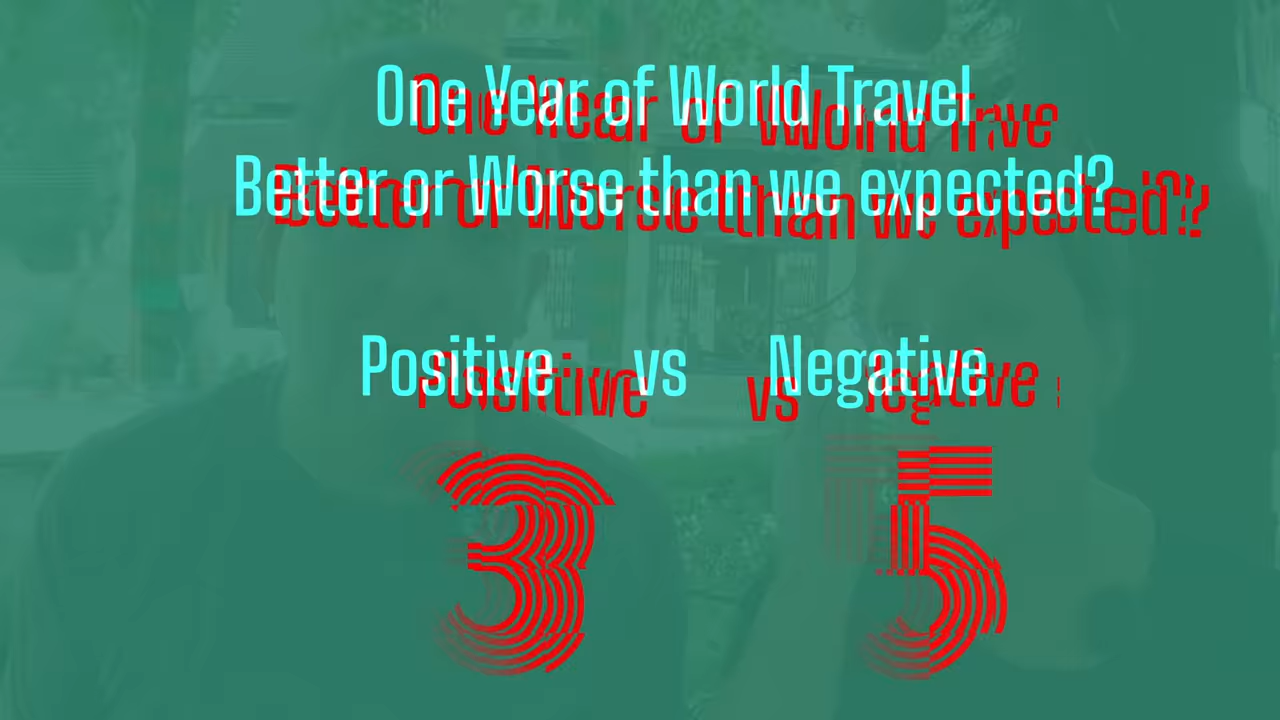 One Year of World Travel
Better or Worse than we expected?
Positive vs Negative
3 5